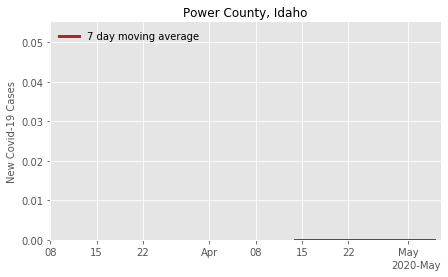 Power County, Idaho
7 day moving average
New Covid-19 Cases
0.05
0.04
0.03
0.02
0.01
0.00
08 15 22 Apr 08 15 22 May
2020-May